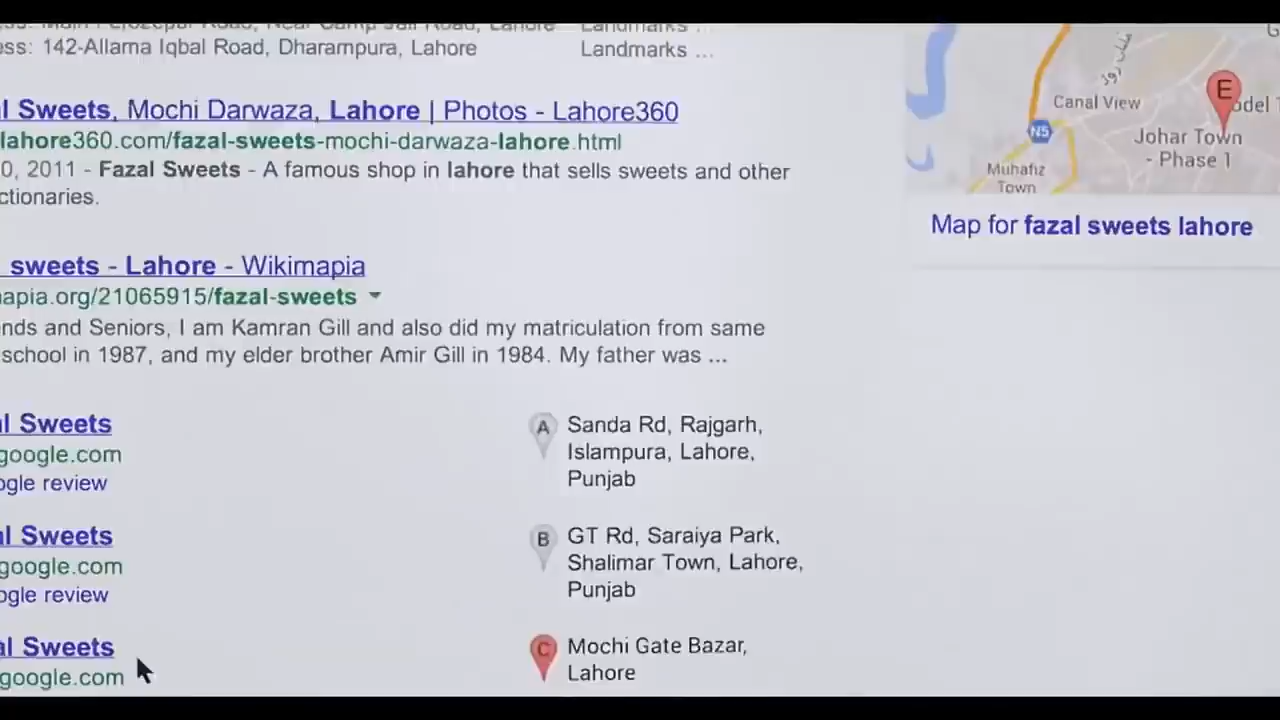 ess: 142-Allama Iqbal Road, Dharampura, Lahore
Landmarks ...
Landmarks ...
l Sweets, Mochi Darwaza, Lahore | Photos - Lahore360
lahore360.com/fazal-sweets-mochi-darwaza-lahore.html
0, 2011 - Fazal Sweets - A famous shop in lahore that sells sweets and other
ctionaries.
sweets - Lahore - Wikimapia
apia.org/21065915/fazal-sweets
nds and Seniors, I am Kamran Gill and also did my matriculation from same
school in 1987, and my elder brother Amir Gill in 1984. My father was ...
l Sweets
google.com
ogle review
A
Sanda Rd, Rajgarh,
Islampura, Lahore,
Punjab
l Sweets
google.com
ogle review
B
GT Rd, Saraiya Park,
Shalimar Town, Lahore,
Punjab
al Sweets
google.com
C
Mochi Gate Bazar,
Lahore
Canal View
E
odel T
N5
Johar Town
- Phase 1
Muhafiz
Town
Map for fazal sweets lahore